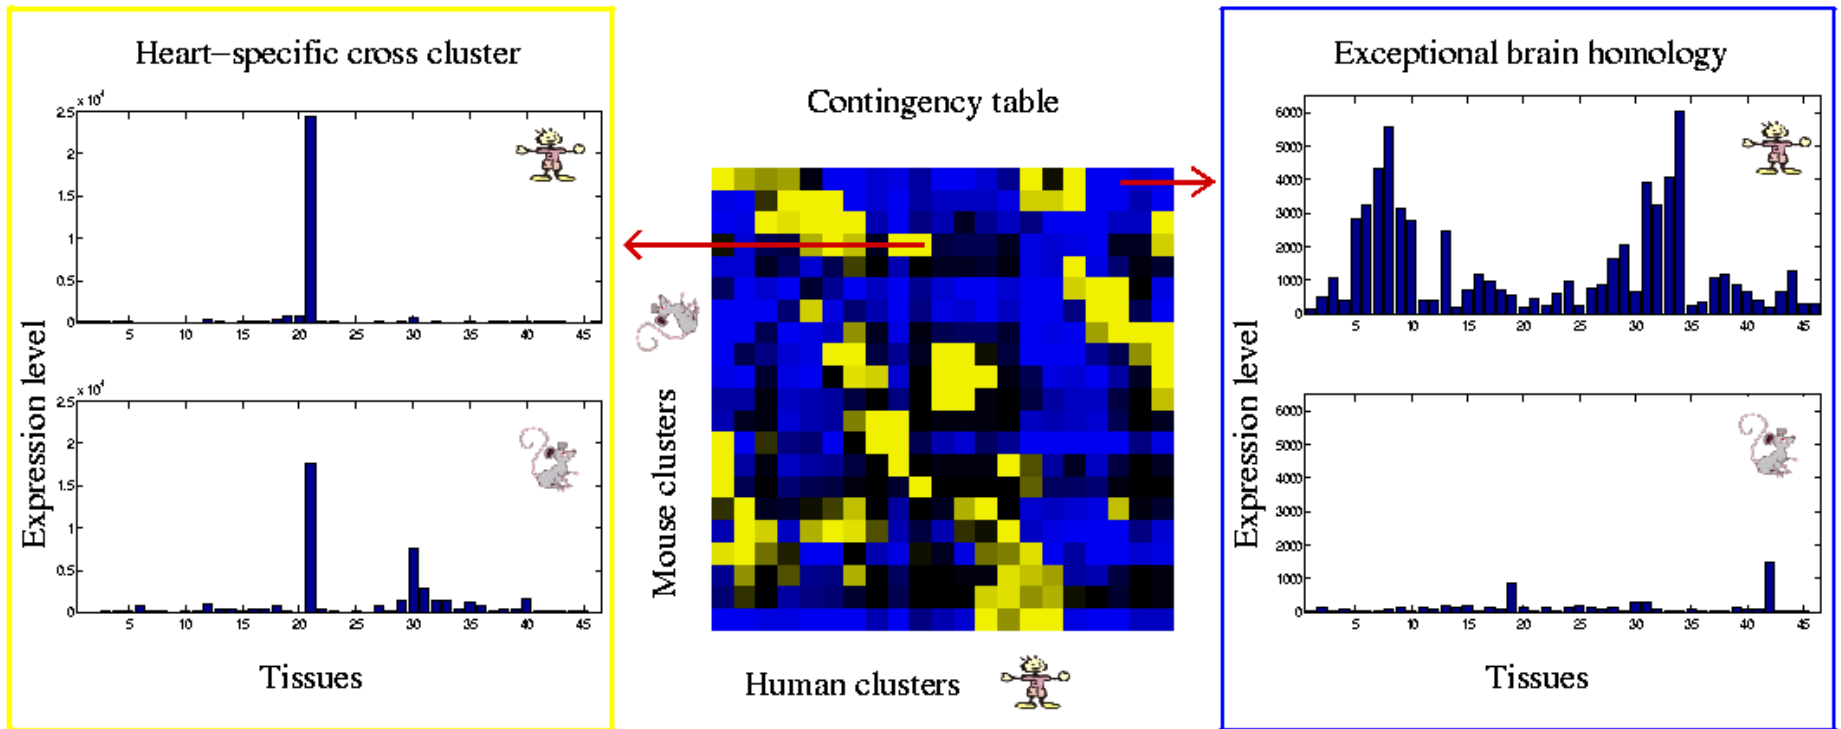 Heart-specific cross cluster
x 10^4
2.5
2
1.5
1
0.5
0
5 10 15 20 25 30 35 40 45
x 10^4
2.5
2
1.5
1
0.5
0
5 10 15 20 25 30 35 40 45
Expression level
Tissues
Contingency table
Mouse clusters
Human clusters
Exceptional brain homology
6000
5000
4000
3000
2000
1000
0
5 10 15 20 25 30 35 40 45
6000
5000
4000
3000
2000
1000
0
5 10 15 20 25 30 35 40 45
Expression level
Tissues